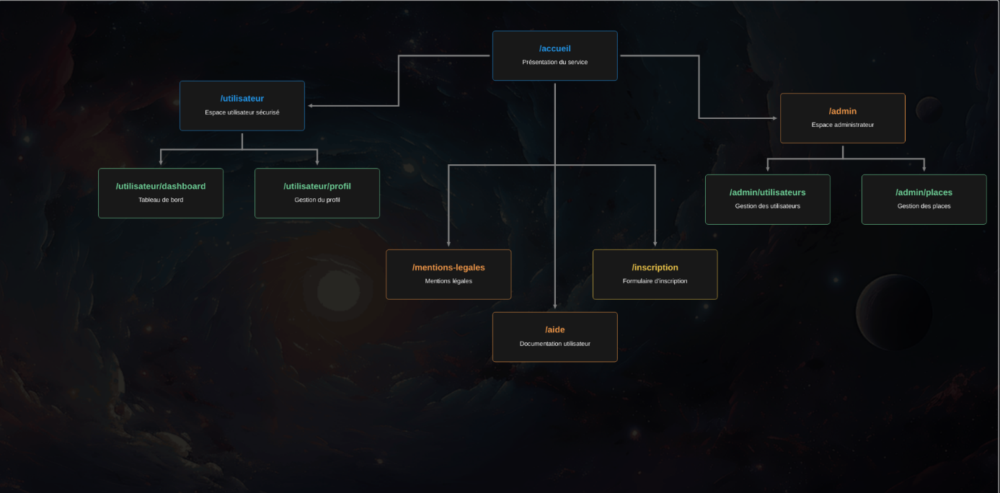 /accueil
Présentation du service
/utilisateur
Espace utilisateur sécurisé
/admin
Espace administrateur
/utilisateur/dashboard
Tableau de bord
/utilisateur/profil
Gestion du profil
/admin/utilisateurs
Gestion des utilisateurs
/admin/places
Gestion des places
/mentions-legales
Mentions légales
/inscription
Formulaire d'inscription
/aide
Documentation utilisateur